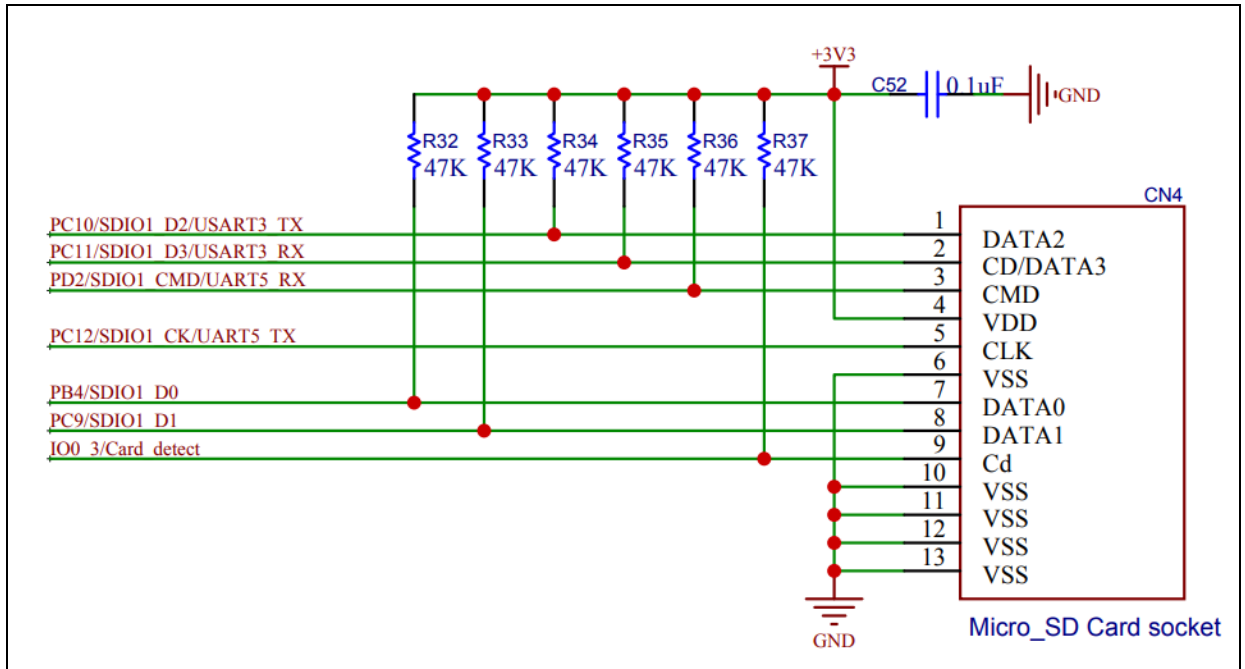 +3V3
C52 0.1uF GND
R32 R33 R34 R35 R36 R37
47K 47K 47K 47K 47K 47K
CN4
PC10/SDIO1_D2/USART3_TX 1 DATA2
PC11/SDIO1_D3/USART3_RX 2 CD/DATA3
PD2/SDIO1_CMD/UART5_RX 3 CMD
4 VDD
PC12/SDIO1_CK/UART5_TX 5 CLK
6 VSS
PB4/SDIO1_D0 7 DATA0
PC9/SDIO1_D1 8 DATA1
IO0_3/Card_detect 9 Cd
10 VSS
11 VSS
12 VSS
13 VSS
GND
Micro_SD Card socket